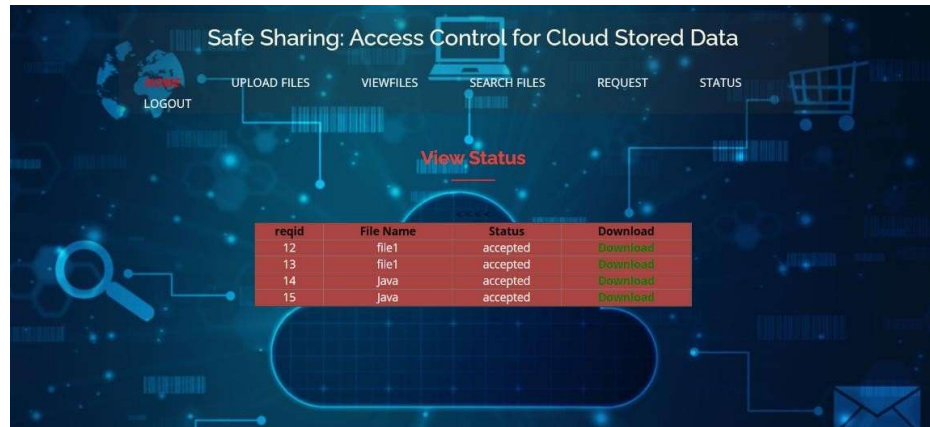 Safe Sharing: Access Control for Cloud Stored Data
HOME UPLOAD FILES VIEWFILES SEARCH FILES REQUEST STATUS
LOGOUT
View Status
<<<<
reqid File Name Status Download
12 file1 accepted Download
13 file1 accepted Download
14 Java accepted Download
15 Java accepted Download